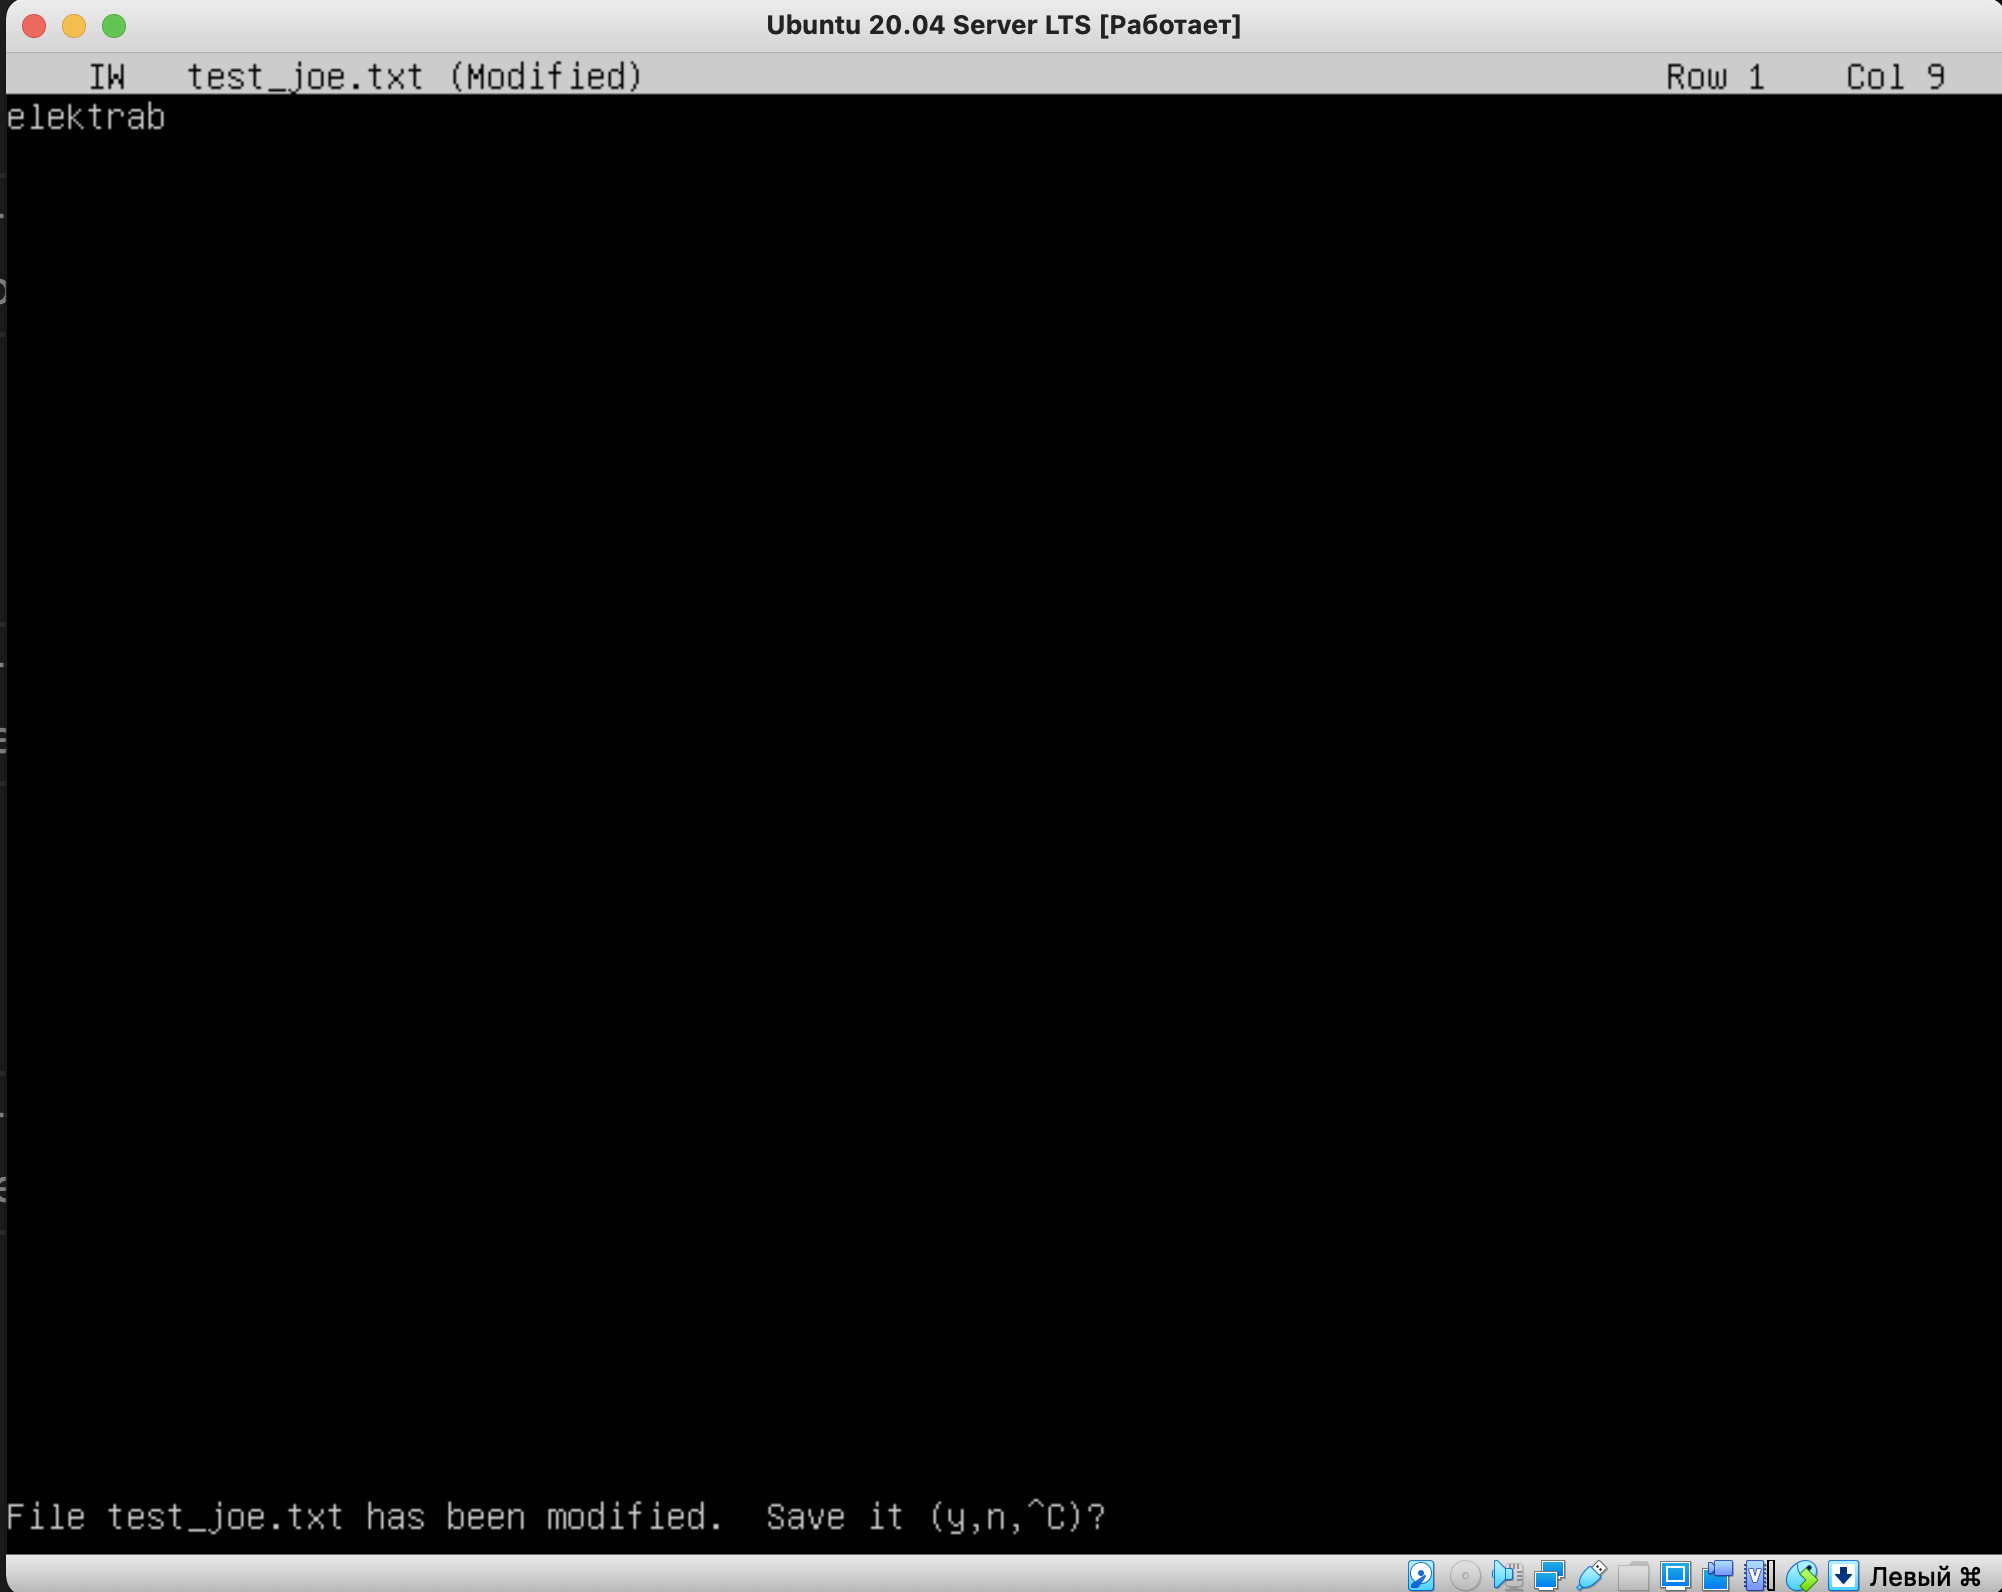 Ubuntu 20.04 Server LTS [Работает]
IW test_joe.txt (Modified) Row 1 Col 9
elektrab
File test_joe.txt has been modified.  Save it (y,n,^C)?
Левый ⌘